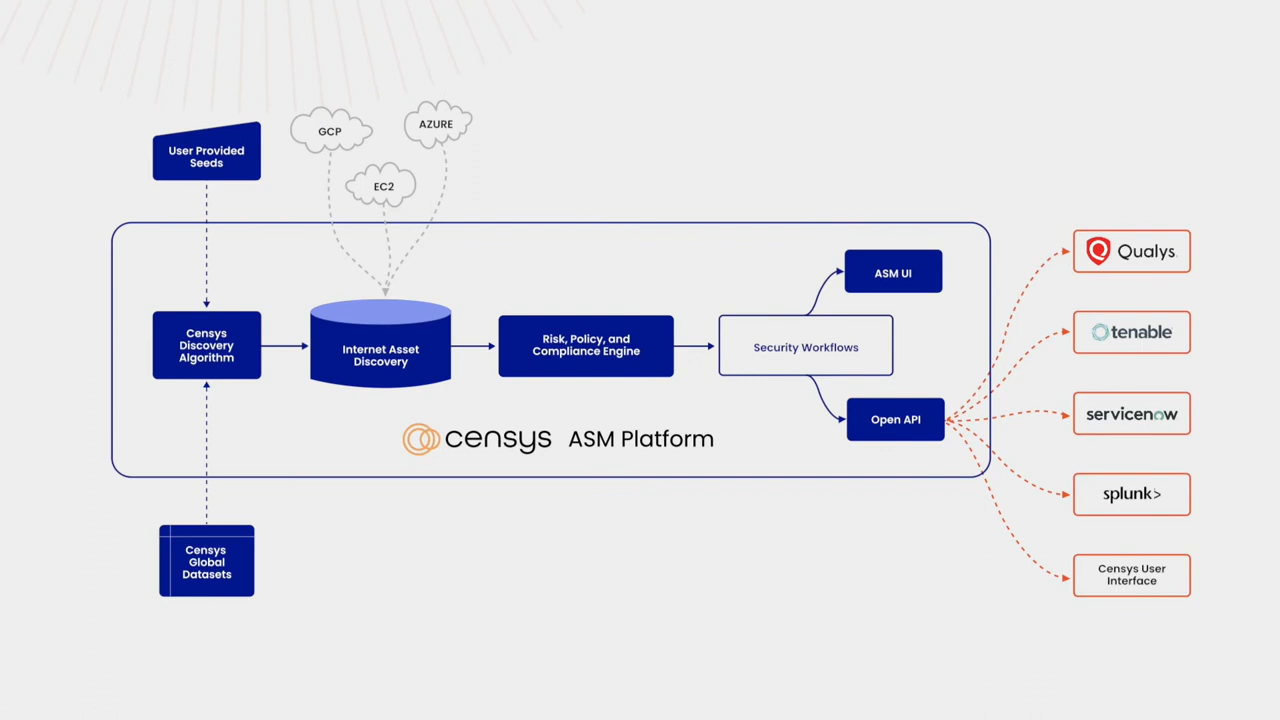 GCP
AZURE
User Provided
Seeds
EC2
Qualys.
ASM UI
tenable
Censys
Discovery
Algorithm
Internet Asset
Discovery
Risk, Policy, and
Compliance Engine
Security Workflows
servicenow
Open API
censys ASM Platform
splunk>
Censys
Global
Datasets
Censys User
Interface